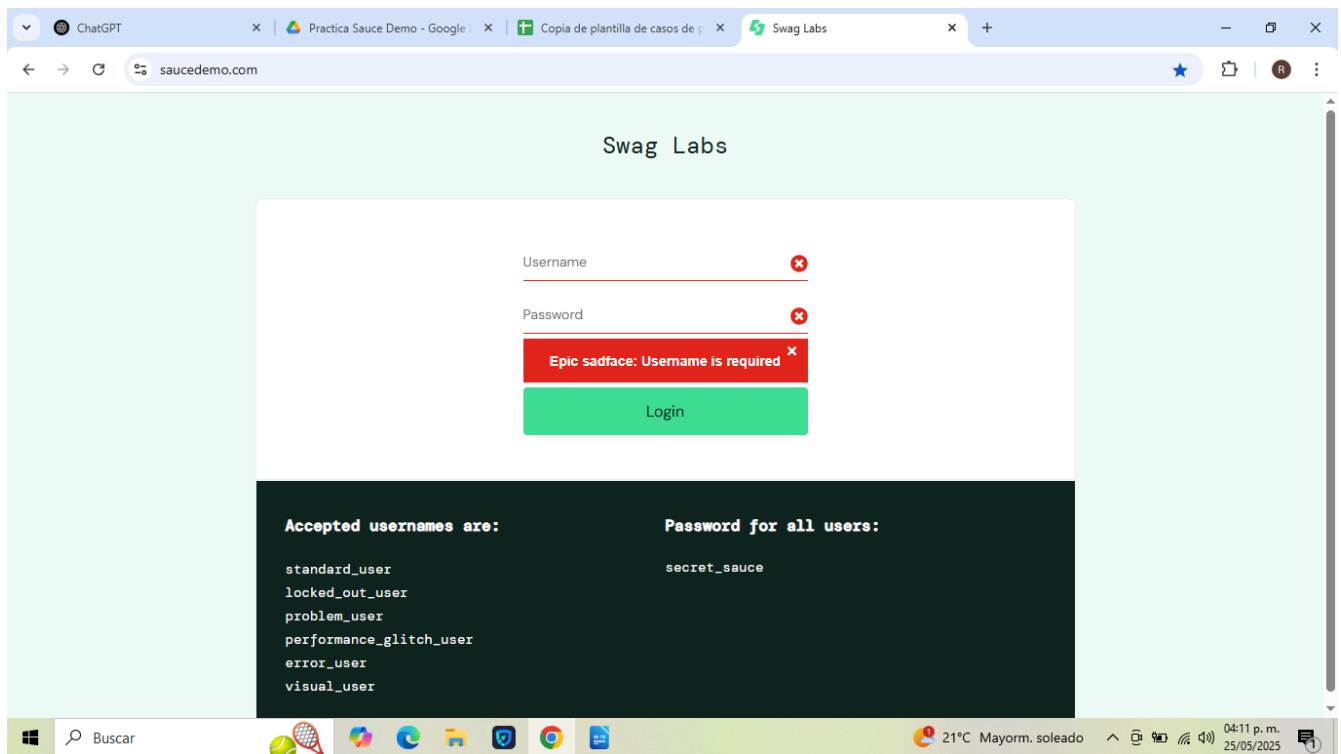 ChatGPT
Practica Sauce Demo - Google
Copia de plantilla de casos de p
Swag Labs
saucedemo.com
R
Swag Labs
Username
Password
Epic sadface: Username is required
Login
Accepted usernames are:
standard_user
locked_out_user
problem_user
performance_glitch_user
error_user
visual_user
Password for all users:
secret_sauce
Buscar
1
21°C Mayorm. soleado
04:11 p. m.
25/05/2025
1